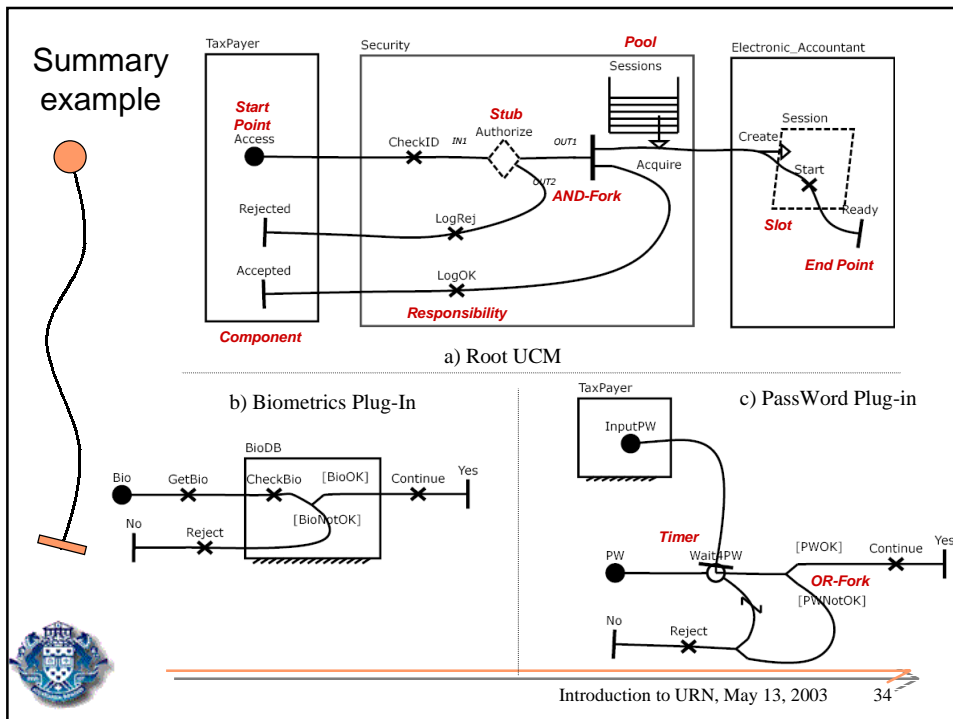 Summary
example
TaxPayer
Security
Pool
Electronic_Accountant
Sessions
Start
Point
Access
CheckID
IN1
Stub
Authorize
OUT1
OUT2
AND-Fork
Acquire
Create
Session
Start
Slot
Ready
End Point
Rejected
LogRej
Accepted
LogOK
Responsibility
Component
a) Root UCM
b) Biometrics Plug-In
BioDB
Bio
GetBio
CheckBio
[BioOK]
Continue
Yes
No
Reject
[BioNotOK]
c) PassWord Plug-in
TaxPayer
InputPW
Timer
PW
Wait4PW
[PWOK]
Continue
Yes
OR-Fork
[PWNotOK]
No
Reject
Introduction to URN, May 13, 2003 34